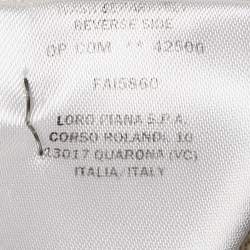 REVERSE SIDE
OP COM ** 42500
FAI5860
LORO PIANA S.P.A.
CORSO ROLANDI, 10
13017 QUARONA (VC)
ITALIA/ITALY